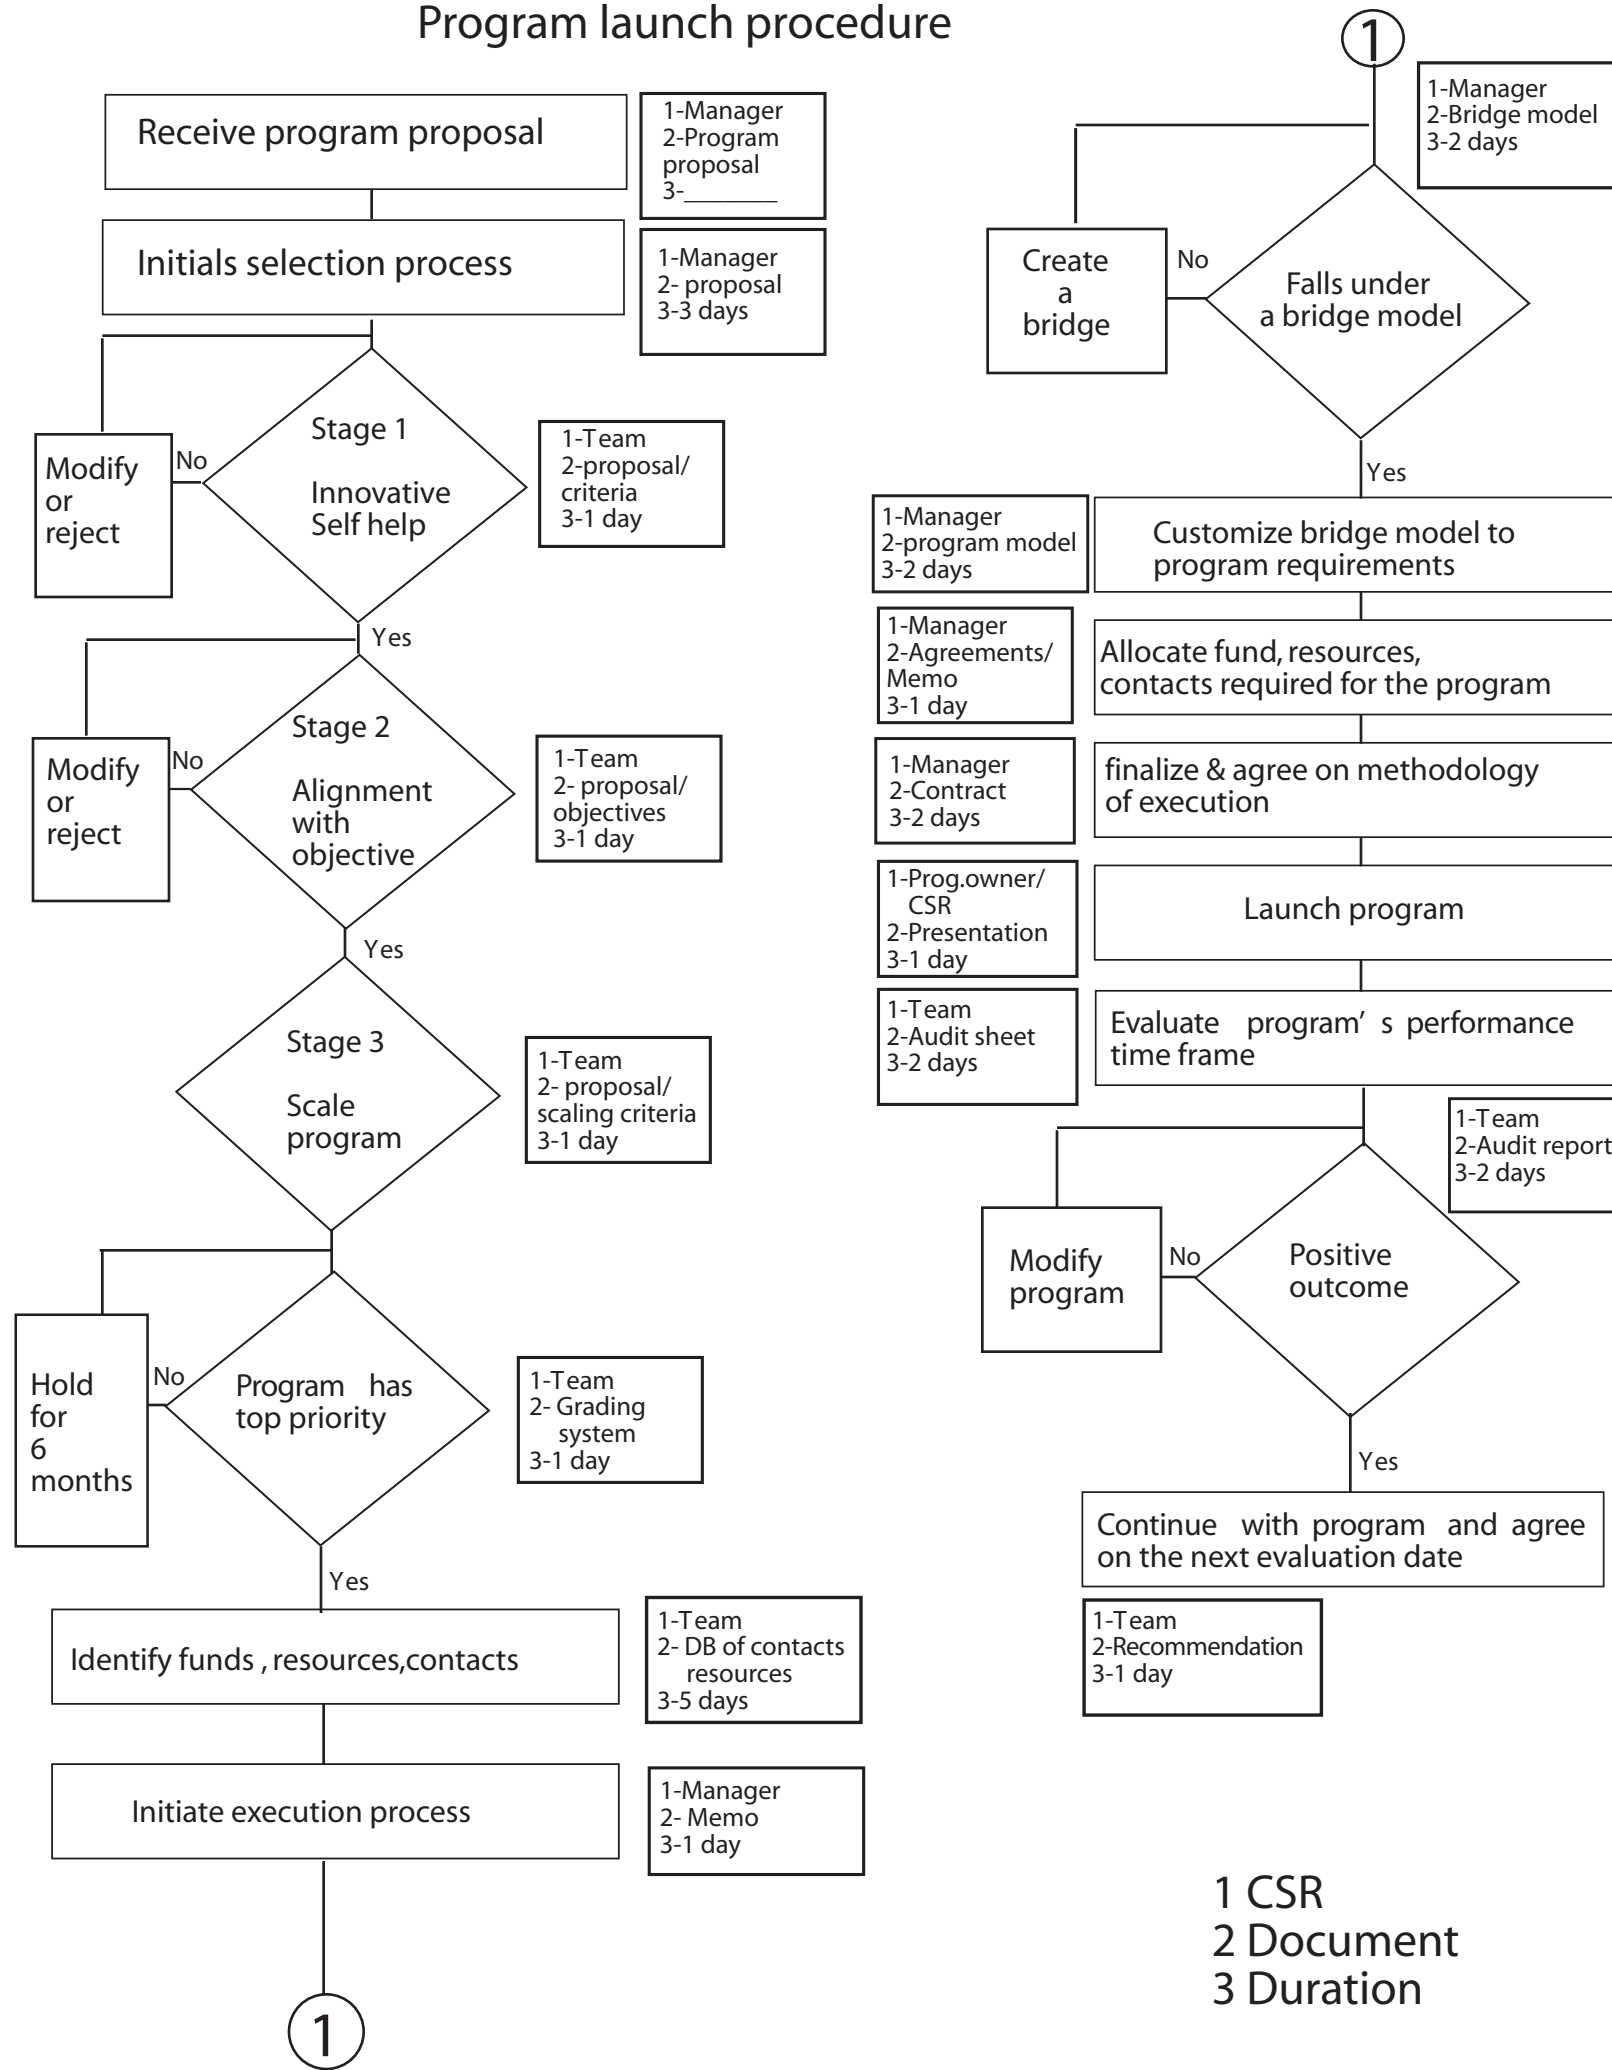 Program launch procedure
Receive program proposal
1-Manager
2-Program
proposal
3-_______
Initials selection process
1-Manager
2- proposal
3-3 days
Stage 1
Innovative
Self help
No
Modify
or
reject
1-Team
2-proposal/
criteria
3-1 day
Yes
Stage 2
Alignment
with
objective
No
Modify
or
reject
1-Team
2- proposal/
objectives
3-1 day
Yes
Stage 3
Scale
program
1-Team
2- proposal/
scaling criteria
3-1 day
Program has
top priority
No
Hold
for
6
months
1-Team
2- Grading
system
3-1 day
Yes
Identify funds , resources,contacts
1-Team
2- DB of contacts
resources
3-5 days
Initiate execution process
1-Manager
2- Memo
3-1 day
1
1
1-Manager
2-Bridge model
3-2 days
Falls under
a bridge model
No
Create
a
bridge
Yes
1-Manager
2-program model
3-2 days
Customize bridge model to
program requirements
1-Manager
2-Agreements/
Memo
3-1 day
Allocate fund, resources,
contacts required for the program
1-Manager
2-Contract
3-2 days
finalize & agree on methodology
of execution
1-Prog.owner/
CSR
2-Presentation
3-1 day
Launch program
1-Team
2-Audit sheet
3-2 days
Evaluate program' s performance
time frame
1-Team
2-Audit report
3-2 days
Positive
outcome
No
Modify
program
Yes
Continue with program and agree
on the next evaluation date
1-Team
2-Recommendation
3-1 day
1 CSR
2 Document
3 Duration